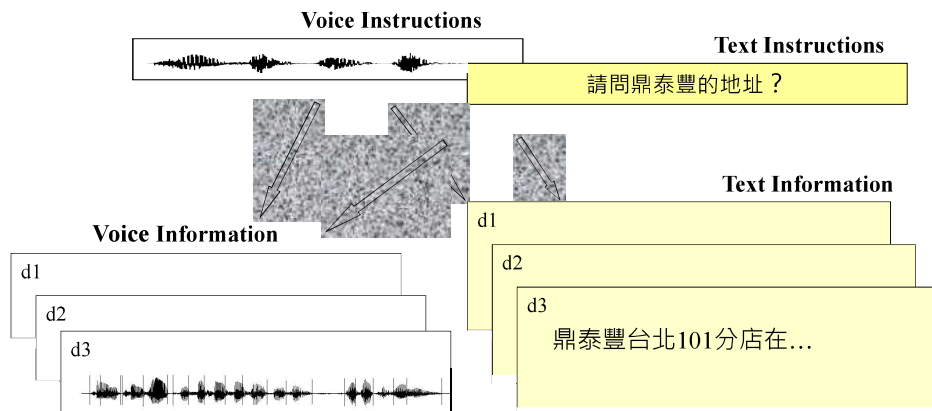 Voice Instructions
Text Instructions
請問鼎泰豐的地址？
Text Information
Voice Information
d1
d2
d3
d1
d2
d3
鼎泰豐台北101分店在…